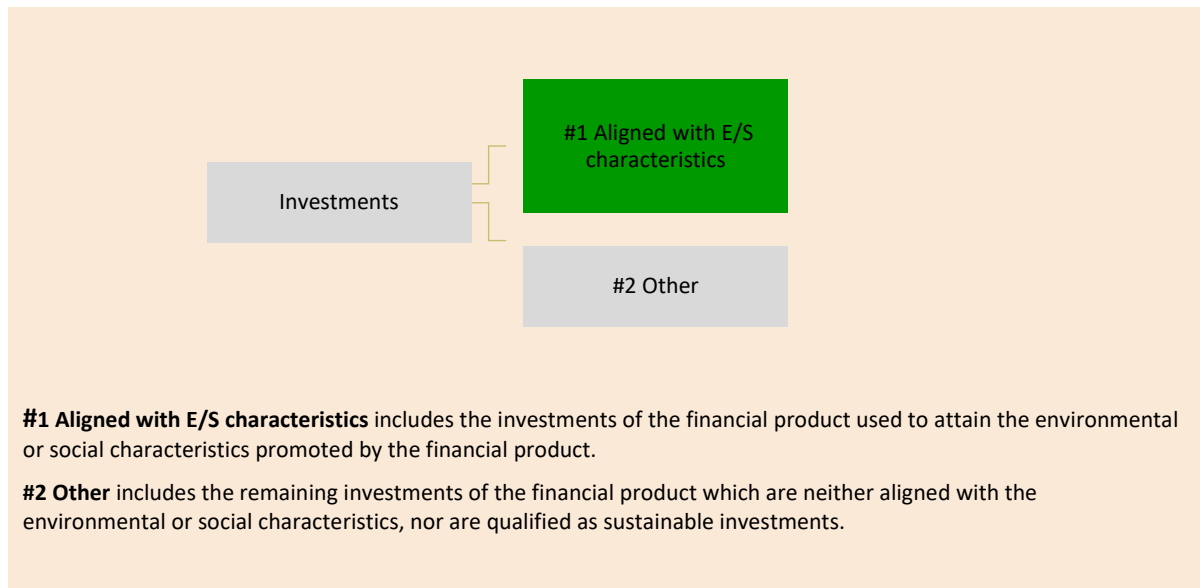 #1 Aligned with E/S
characteristics
Investments
#2 Other
#1 Aligned with E/S characteristics includes the investments of the financial product used to attain the environmental
or social characteristics promoted by the financial product.
#2 Other includes the remaining investments of the financial product which are neither aligned with the
environmental or social characteristics, nor are qualified as sustainable investments.